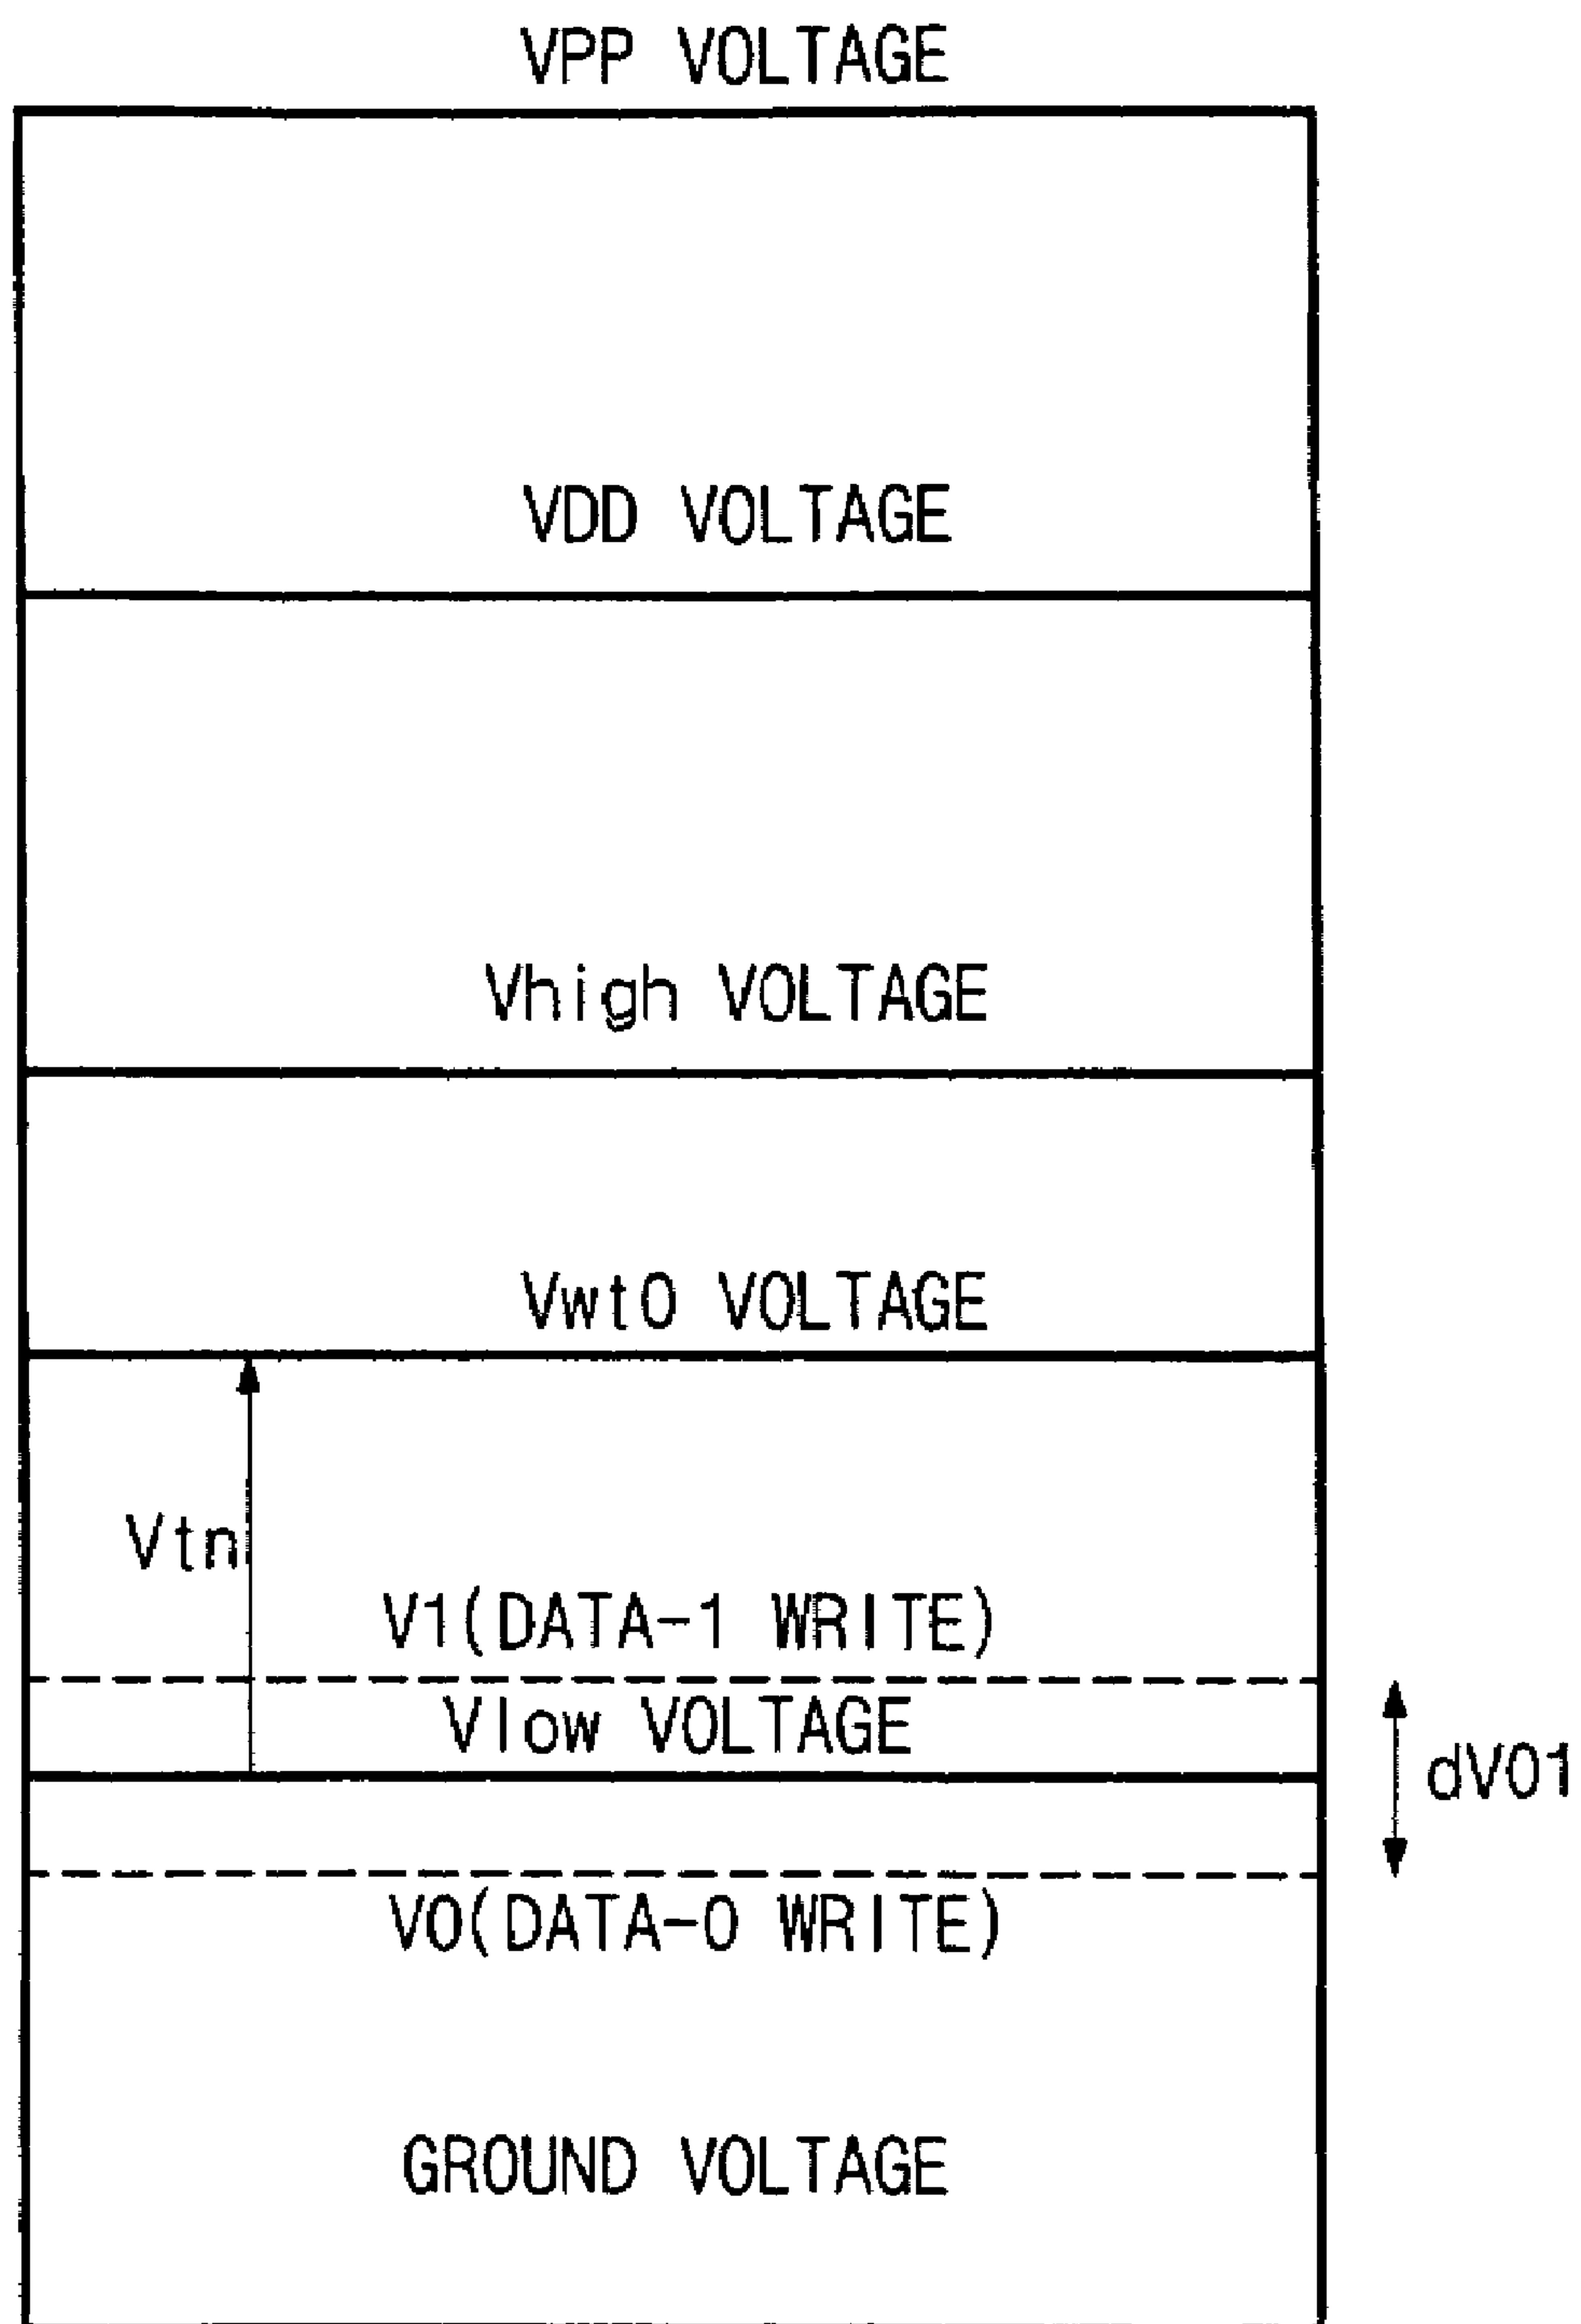 VPP VOLTAGE
VDD VOLTAGE
Vhigh VOLTAGE
Vwt0 VOLTAGE
Vtn
V1(DATA-1 WRITE)
Vlow VOLTAGE
dV01
V0(DATA-0 WRITE)
GROUND VOLTAGE